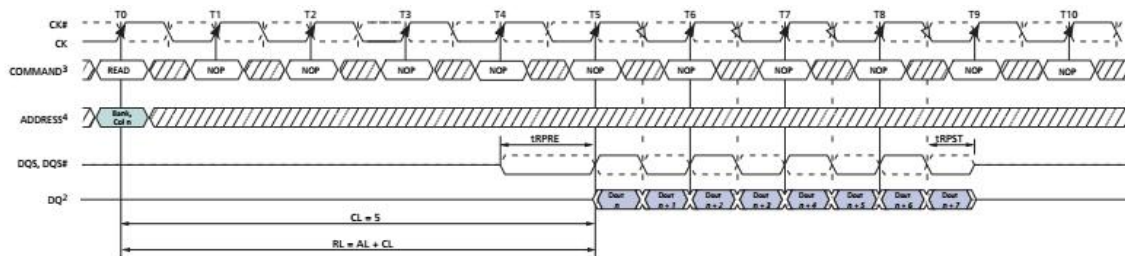 T0 T1 T2 T3 T4 T5 T6 T7 T8 T9 T10
CK#
CK
COMMAND³ READ NOP NOP NOP NOP NOP NOP NOP NOP NOP NOP
ADDRESS⁴ Bank,
Col n
tRPRE tRPST
DQS, DQS#
DQ² Dout
n Dout
n + 1 Dout
n + 2 Dout
n + 3 Dout
n + 4 Dout
n + 5 Dout
n + 6 Dout
n + 7
CL = 5
RL = AL + CL